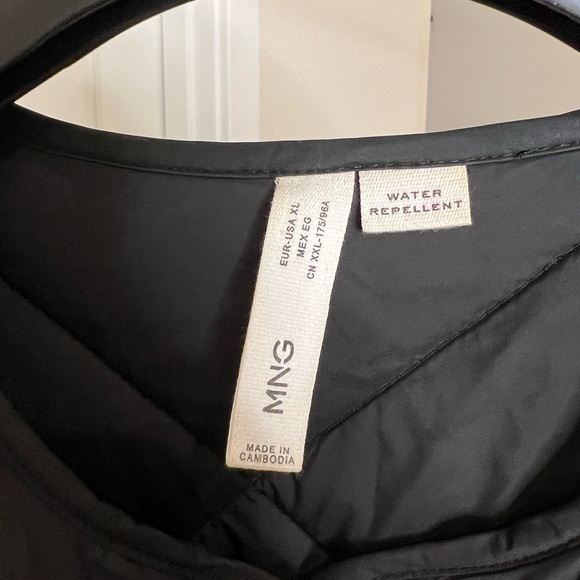 EUR-USA XL
MEX EG
CN XXL-175/96A
MNG
MADE IN
CAMBODIA
WATER
REPELLENT